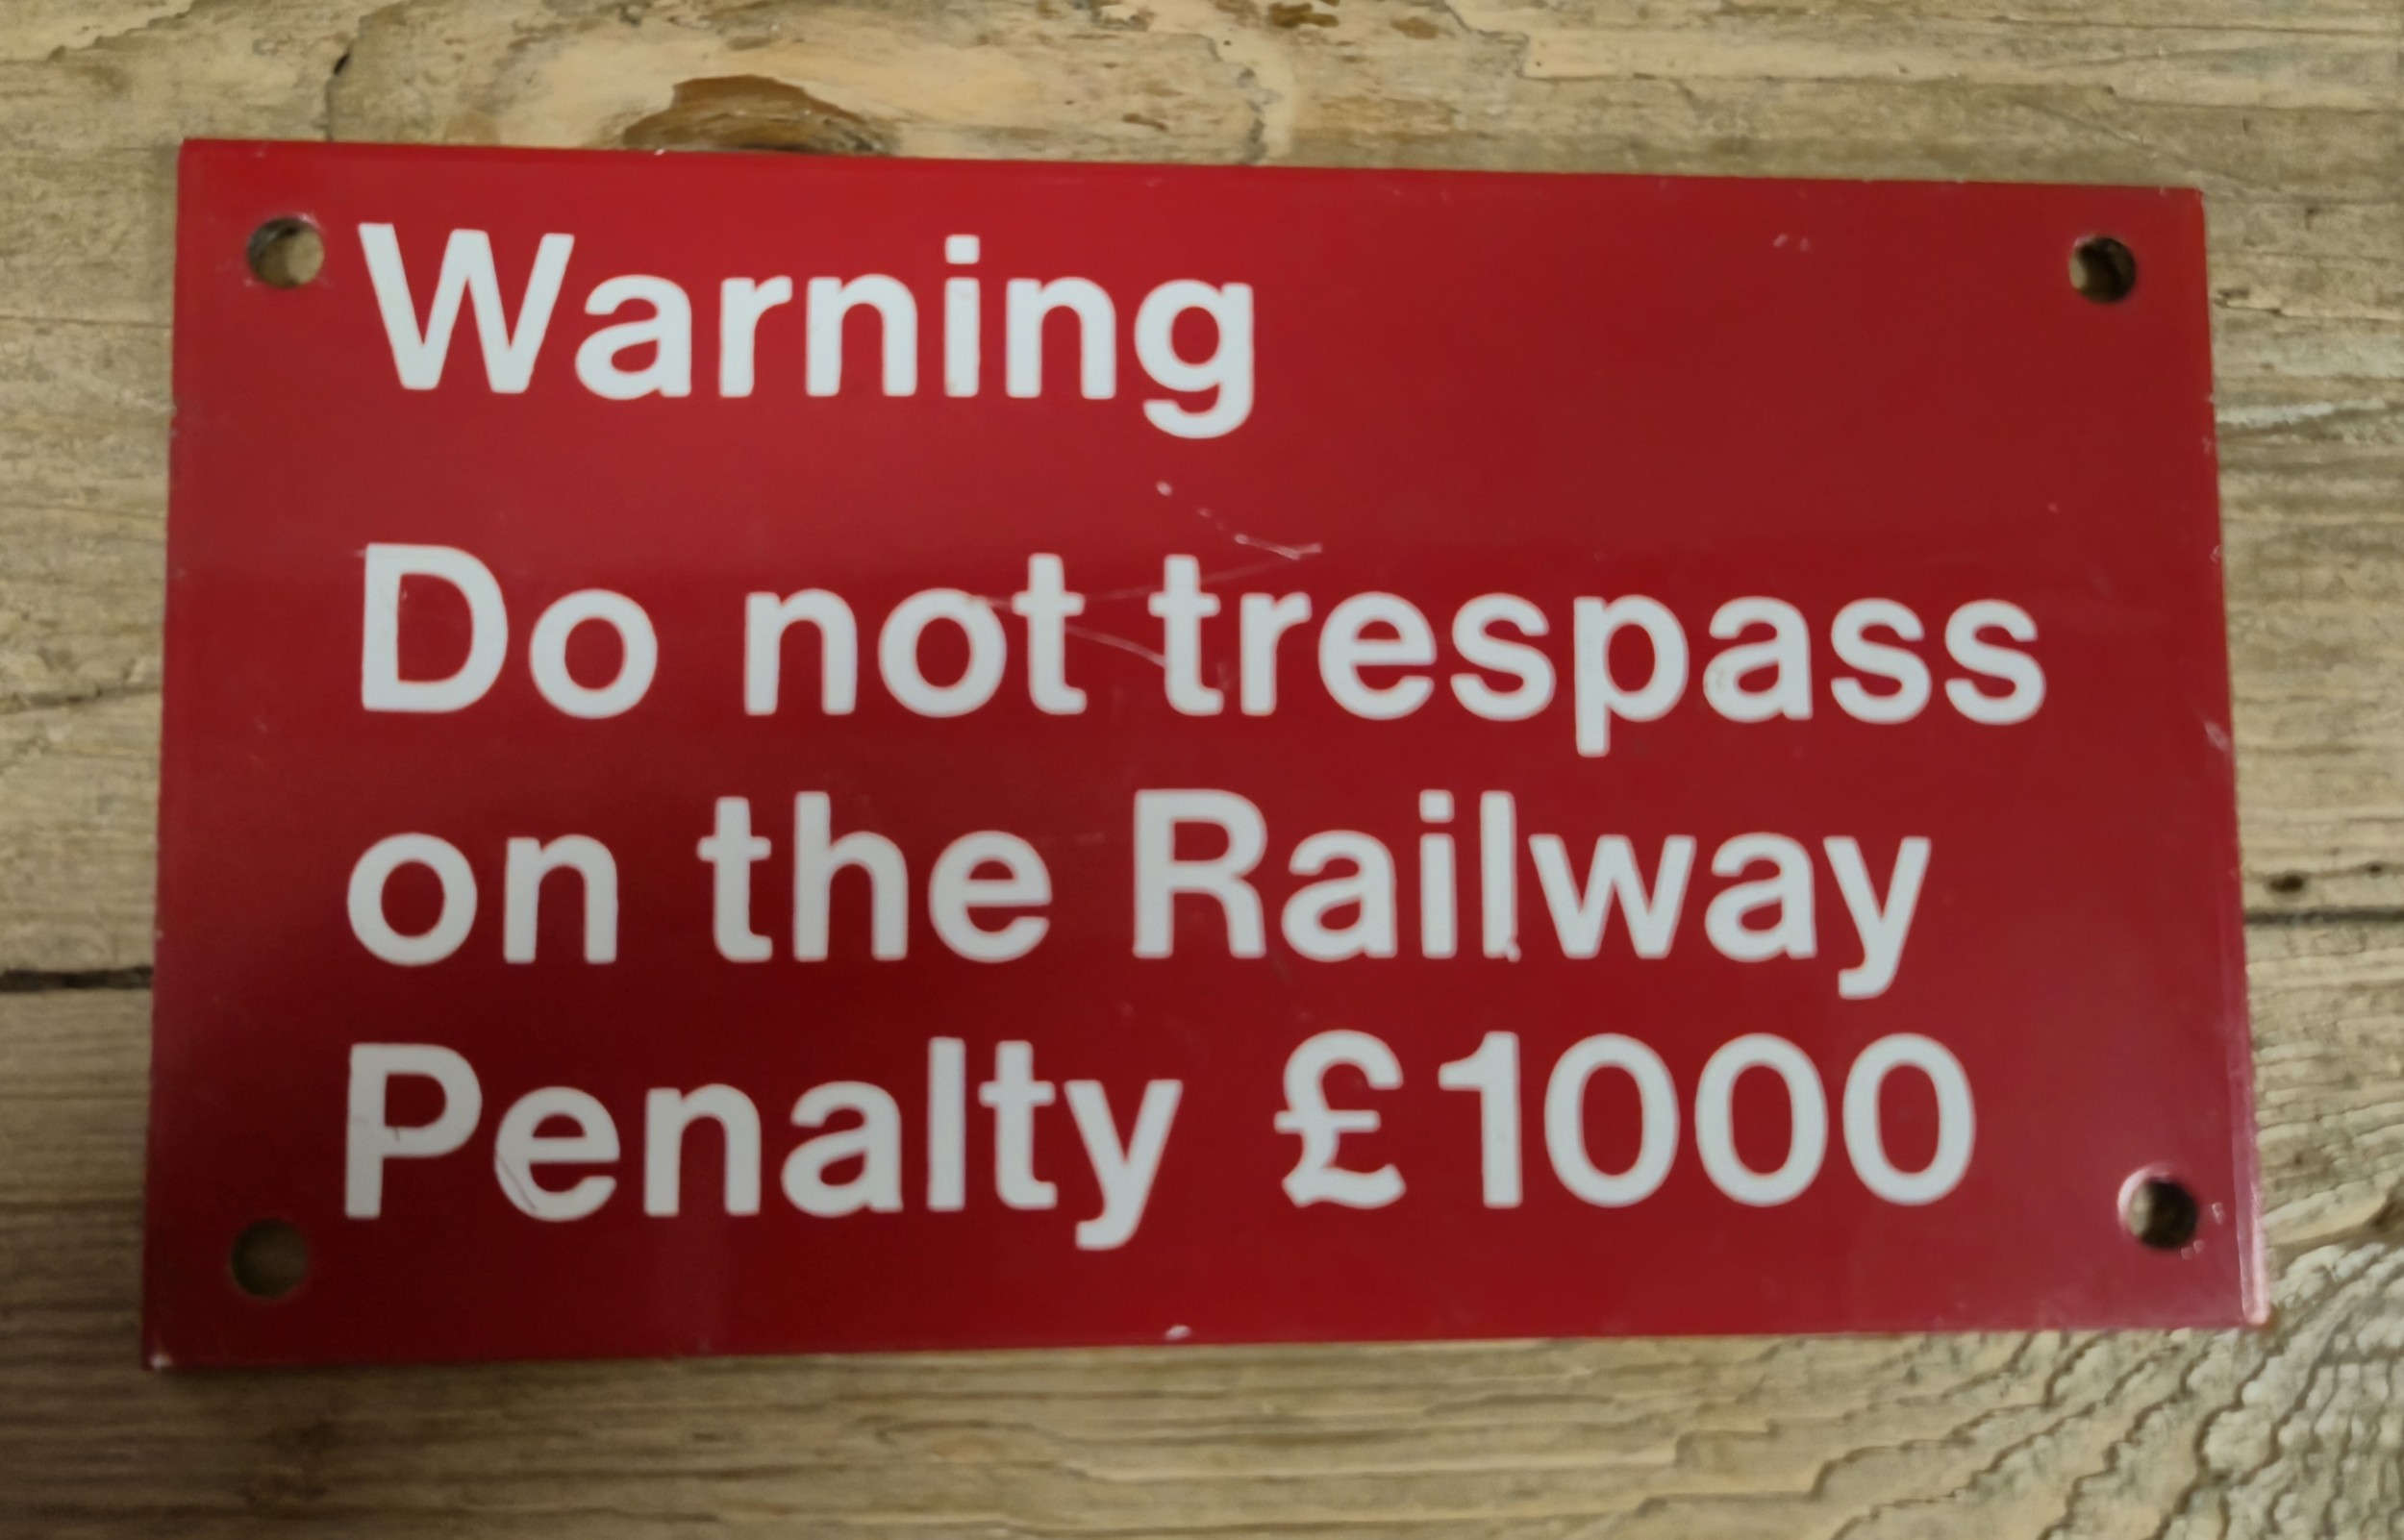 Warning
Do not trespass
on the Railway
Penalty £1000